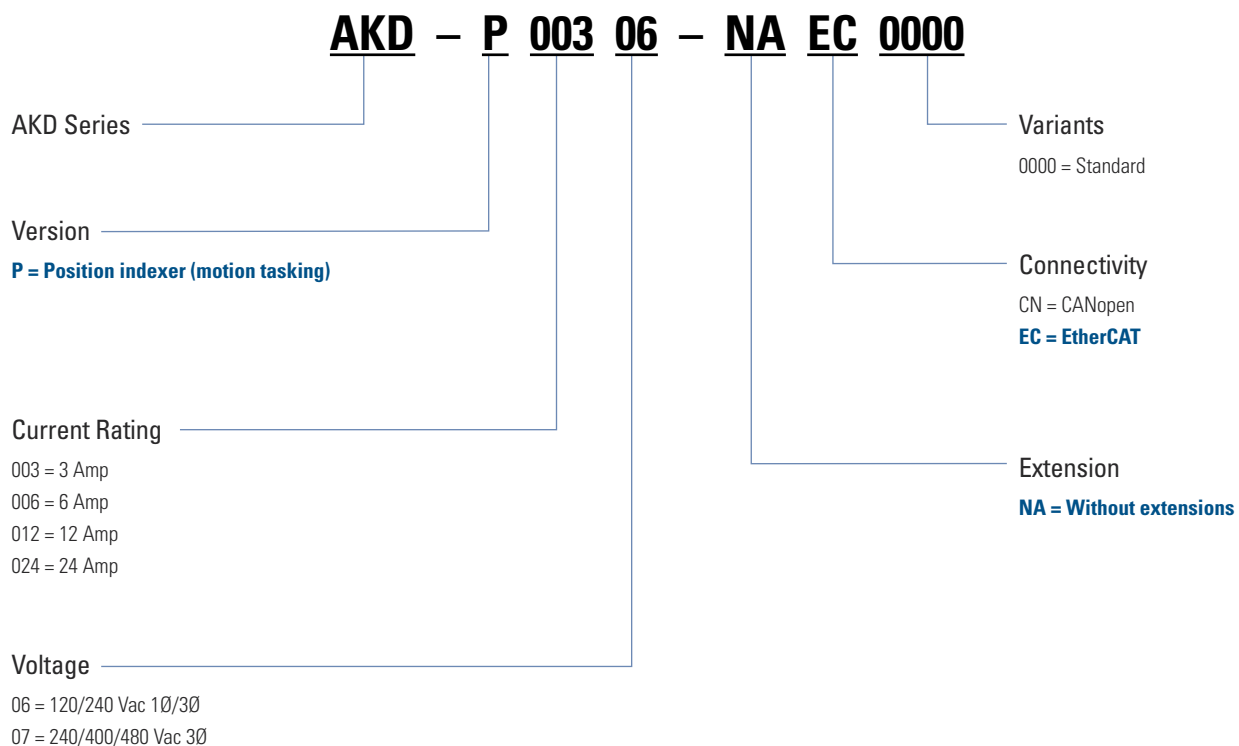 AKD – P 003 06 – NA EC 0000
AKD Series
Version
P = Position indexer (motion tasking)
Current Rating
003 = 3 Amp
006 = 6 Amp
012 = 12 Amp
024 = 24 Amp
Voltage
06 = 120/240 Vac 1Ø/3Ø
07 = 240/400/480 Vac 3Ø
Variants
0000 = Standard
Connectivity
CN = CANopen
EC = EtherCAT
Extension
NA = Without extensions